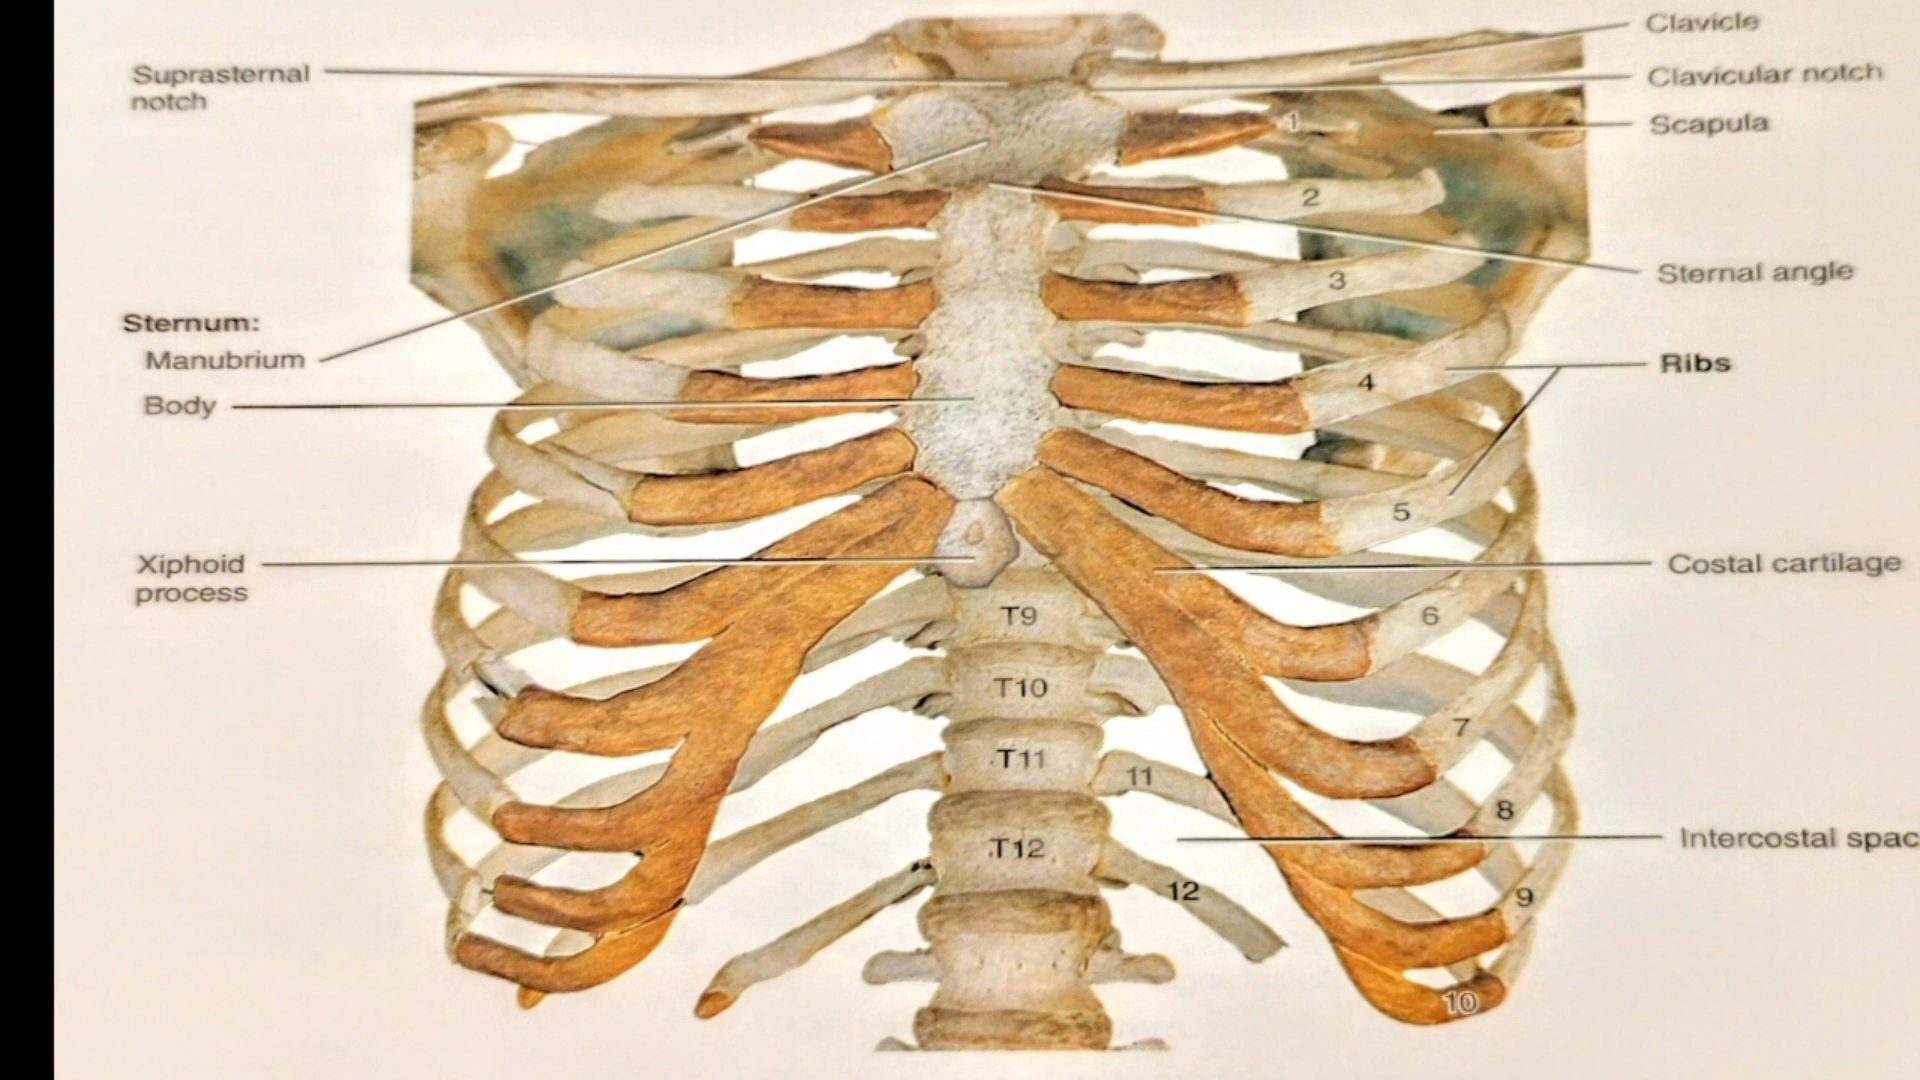 Clavicle
Suprasternal
notch
Clavicular notch
Scapula
1
2
3
Sternal angle
Sternum:
Manubrium
Body
Ribs
4
5
Xiphoid
process
Costal cartilage
T9
6
T10
7
T11
11
8
T12
Intercostal spac
12
9
10